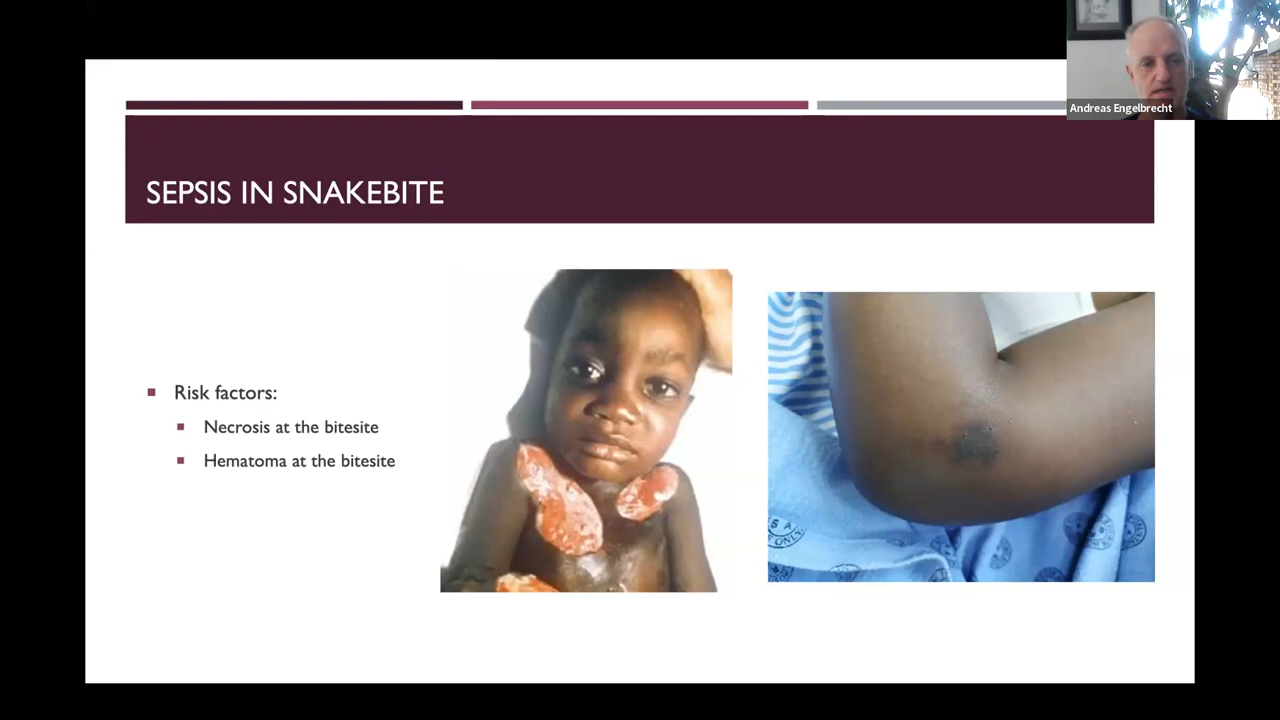 Andreas Engelbrecht
SEPSIS IN SNAKEBITE
Risk factors:
Necrosis at the bitesite
Hematoma at the bitesite